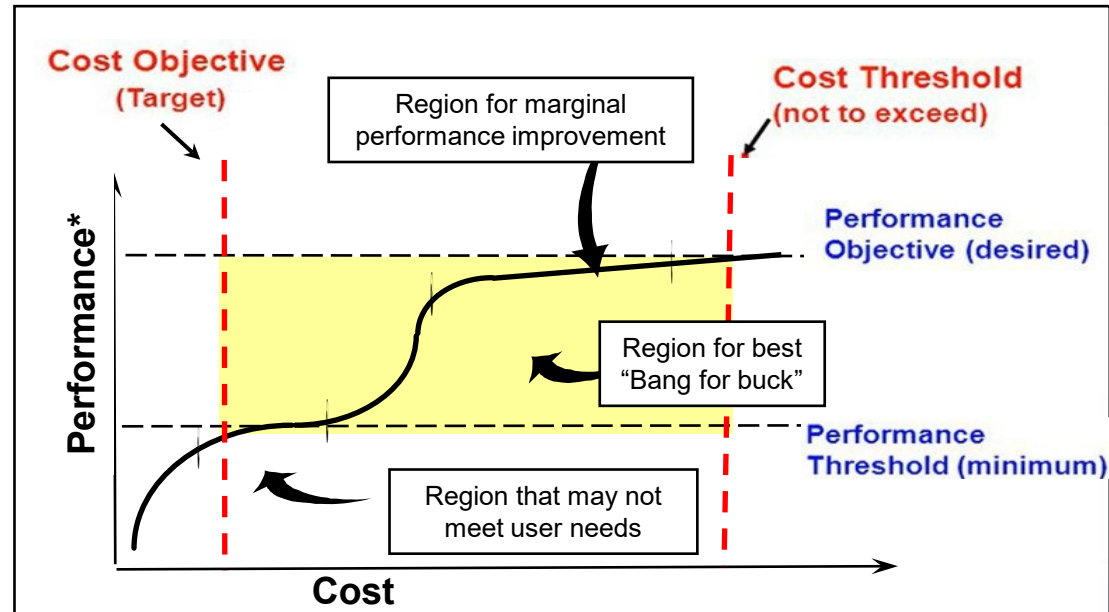 Cost Objective
(Target)
Region for marginal
performance improvement
Cost Threshold
(not to exceed)
Performance
Objective (desired)
Performance*
Region for best
“Bang for buck”
Performance
Threshold (minimum)
Region that may not
meet user needs
Cost